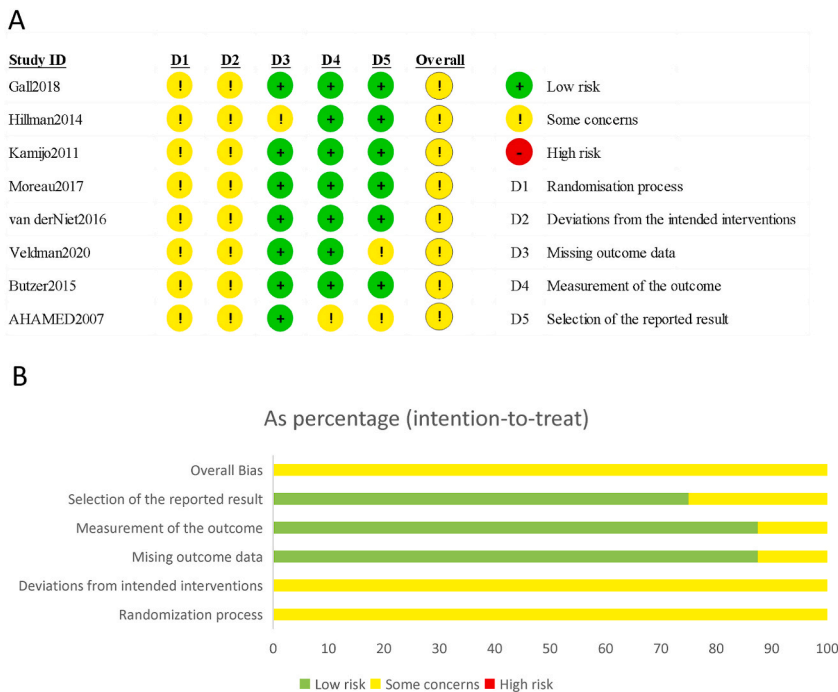 A
Study ID D1 D2 D3 D4 D5 Overall
Gall2018 ! ! + + + ! + Low risk
Hillman2014 ! ! ! + + ! ! Some concerns
Kamijo2011 ! ! + + + ! - High risk
Moreau2017 ! ! + + + ! D1 Randomisation process
van derNiet2016 ! ! + + + ! D2 Deviations from the intended interventions
Veldman2020 ! ! + + ! ! D3 Missing outcome data
Butzer2015 ! ! + + + ! D4 Measurement of the outcome
AHAMED2007 ! ! + ! ! ! D5 Selection of the reported result
B
As percentage (intention-to-treat)
Overall Bias
Selection of the reported result
Measurement of the outcome
Mising outcome data
Deviations from intended interventions
Randomization process
0 10 20 30 40 50 60 70 80 90 100
Low risk Some concerns High risk